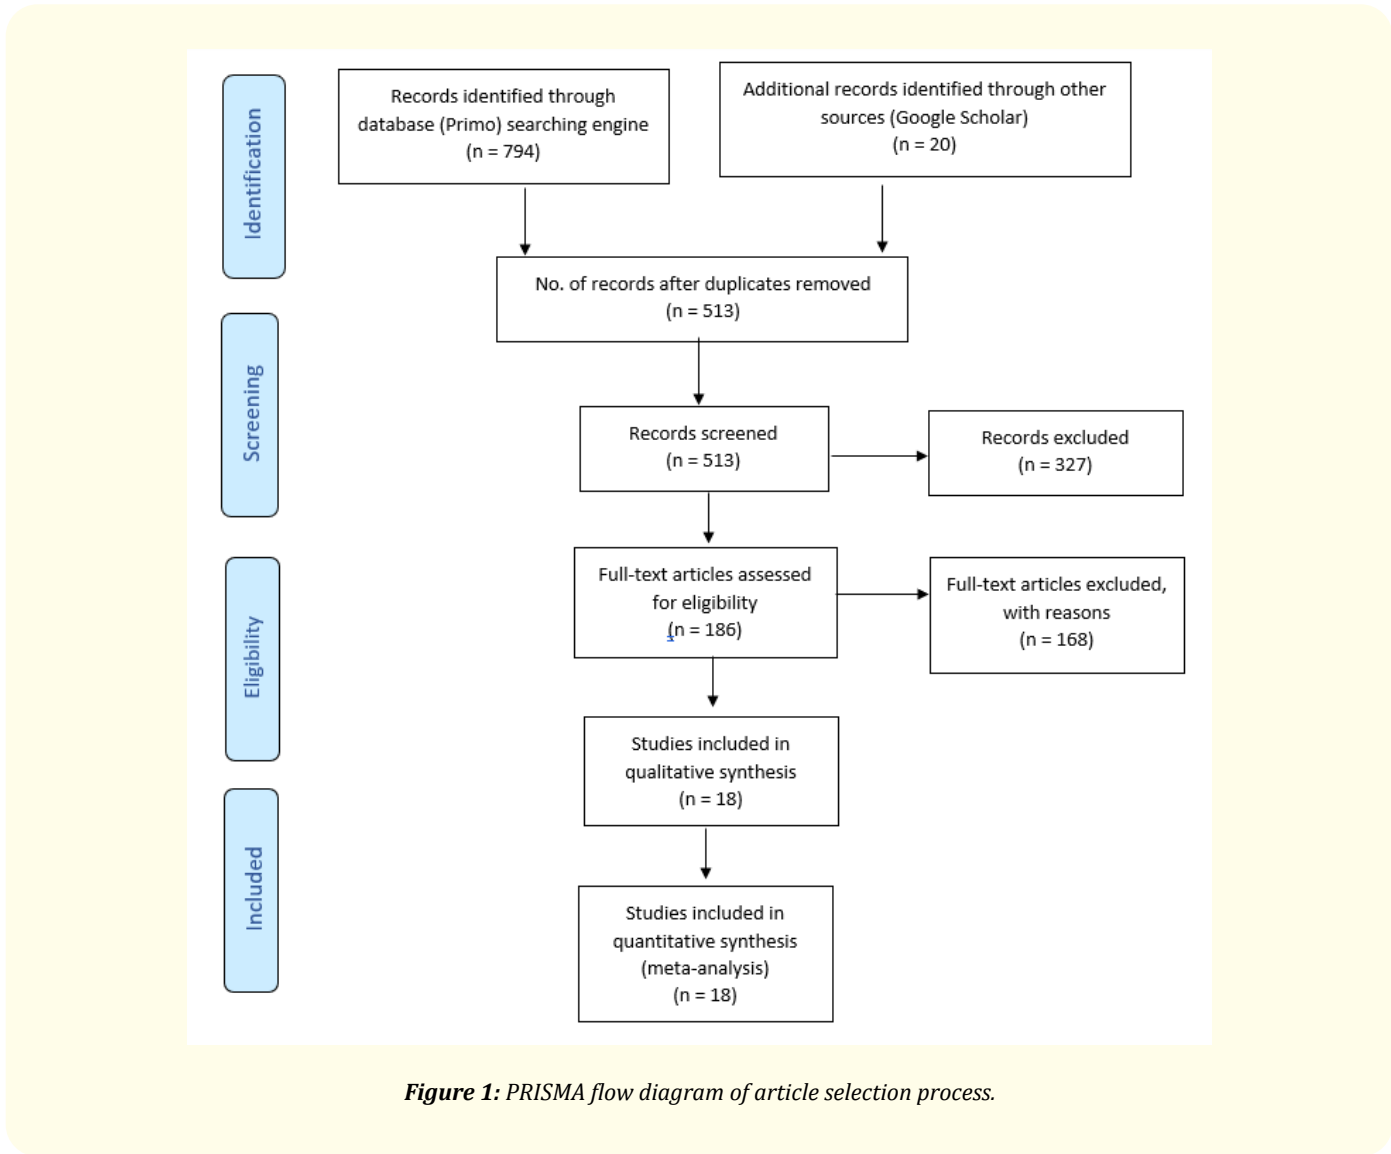 Identification
Records identified through
database (Primo) searching engine
(n = 794)
Additional records identified through other
sources (Google Scholar)
(n = 20)
No. of records after duplicates removed
(n = 513)
Screening
Records screened
(n = 513)
Records excluded
(n = 327)
Eligibility
Full-text articles assessed
for eligibility
(n = 186)
Full-text articles excluded,
with reasons
(n = 168)
Studies included in
qualitative synthesis
(n = 18)
Included
Studies included in
quantitative synthesis
(meta-analysis)
(n = 18)
Figure 1: PRISMA flow diagram of article selection process.